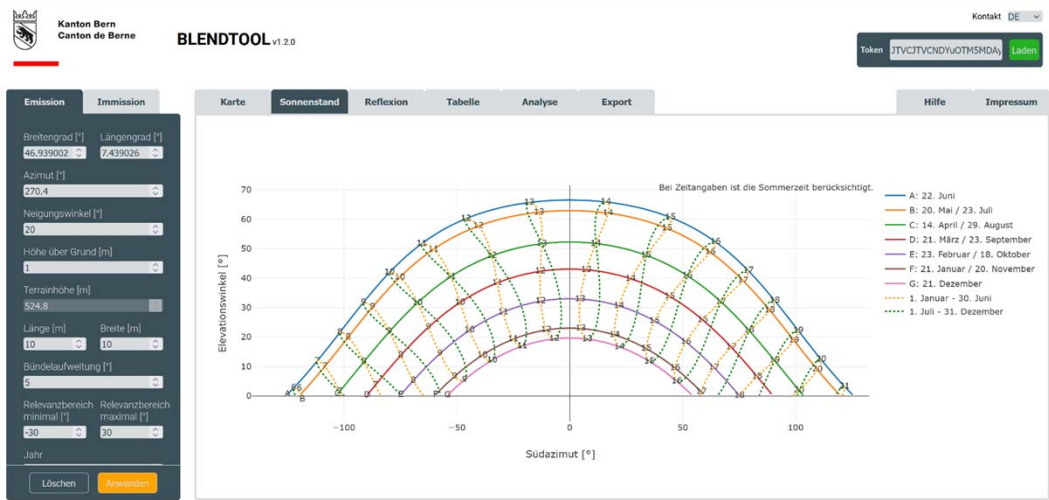 Kanton Bern
Canton de Berne
BLENDTOOL v1.2.0
Kontakt DE
Token JTVCJTVCNDYuOTM5MDAy Laden
Emission Immission
Karte Sonnenstand Reflexion Tabelle Analyse Export Hilfe Impressum
Breitengrad [°] Längengrad [°]
46.939002 7.439026
Azimut [°]
270.4
Neigungswinkel [°]
20
Höhe über Grund [m]
1
Terrainhöhe [m]
524.8
Länge [m] Breite [m]
10 10
Bündelaufweitung [°]
5
Relevanzbereich Relevanzbereich
minimal [°] maximal [°]
-30 30
Jahr
Löschen Anwenden
Bei Zeitangaben ist die Sommerzeit berücksichtigt.
Elevationswinkel [°]
70
60
50
40
30
20
10
0
−100 −50 0 50 100
Südazimut [°]
A: 22. Juni
B: 20. Mai / 23. Juli
C: 14. April / 29. August
D: 21. März / 23. September
E: 23. Februar / 18. Oktober
F: 21. Januar / 20. November
G: 21. Dezember
1. Januar - 30. Juni
1. Juli - 31. Dezember